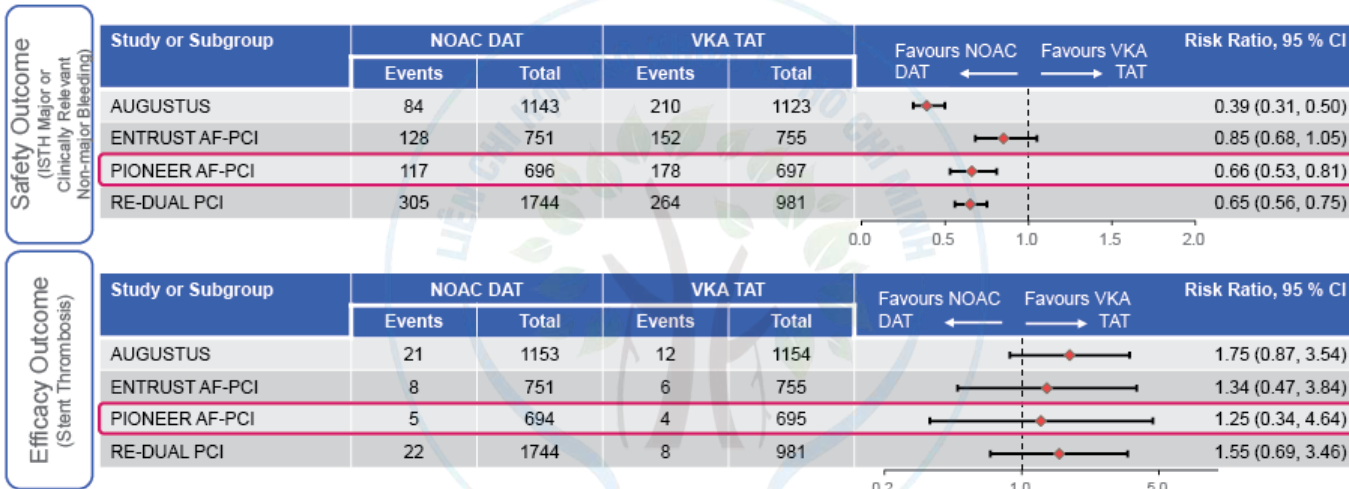 Safety Outcome
(ISTH Major or
Clinically Relevant
Non-major Bleeding)
Study or Subgroup NOAC DAT VKA TAT Favours NOAC DAT Favours VKA TAT Risk Ratio, 95 % CI
Events Total Events Total
AUGUSTUS 84 1143 210 1123 0.39 (0.31, 0.50)
ENTRUST AF-PCI 128 751 152 755 0.85 (0.68, 1.05)
PIONEER AF-PCI 117 696 178 697 0.66 (0.53, 0.81)
RE-DUAL PCI 305 1744 264 981 0.65 (0.56, 0.75)
0.0 0.5 1.0 1.5 2.0
Efficacy Outcome
(Stent Thrombosis)
Study or Subgroup NOAC DAT VKA TAT Favours NOAC DAT Favours VKA TAT Risk Ratio, 95 % CI
Events Total Events Total
AUGUSTUS 21 1153 12 1154 1.75 (0.87, 3.54)
ENTRUST AF-PCI 8 751 6 755 1.34 (0.47, 3.84)
PIONEER AF-PCI 5 694 4 695 1.25 (0.34, 4.64)
RE-DUAL PCI 22 1744 8 981 1.55 (0.69, 3.46)
0.2 1.0 5.0
LIÊN CHI HỘI
HỒ CHÍ MINH